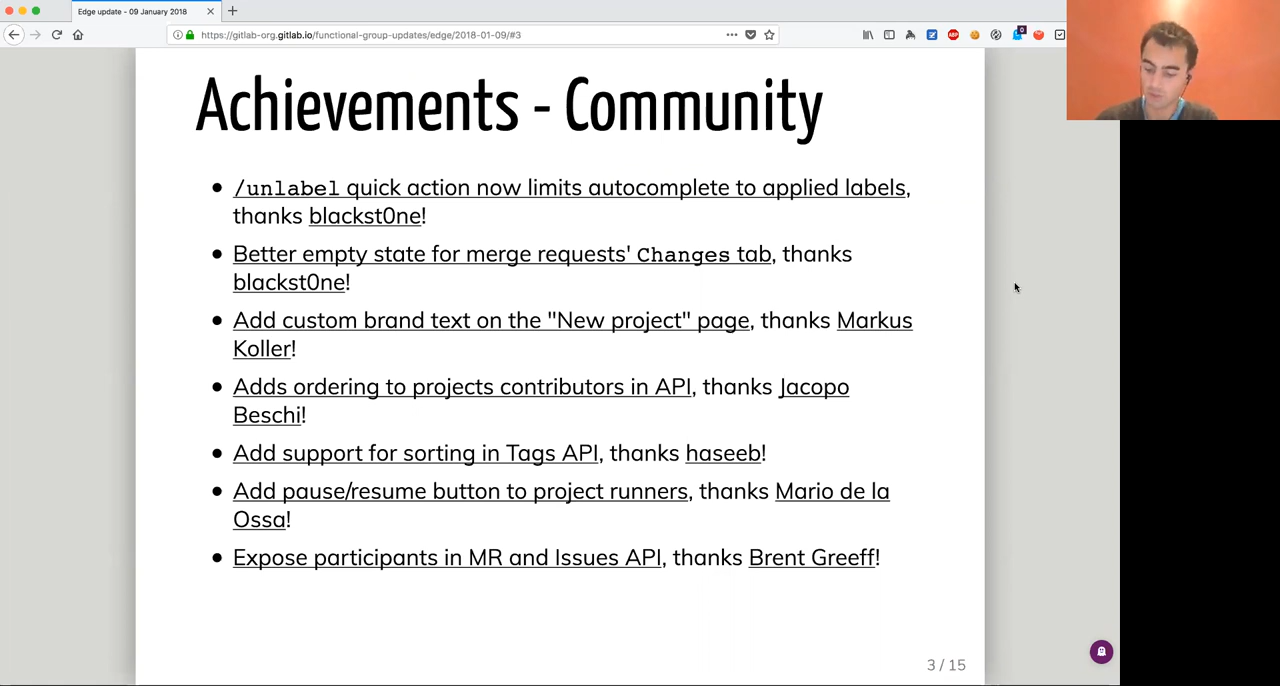 Edge update - 09 January 2018
https://gitlab-org.gitlab.io/functional-group-updates/edge/2018-01-09/#3
ABP
0
Achievements - Community
/unlabel quick action now limits autocomplete to applied labels,
thanks blackst0ne!
Better empty state for merge requests' Changes tab, thanks
blackst0ne!
Add custom brand text on the "New project" page, thanks Markus
Koller!
Adds ordering to projects contributors in API, thanks Jacopo
Beschi!
Add support for sorting in Tags API, thanks haseeb!
Add pause/resume button to project runners, thanks Mario de la
Ossa!
Expose participants in MR and Issues API, thanks Brent Greeff!
3 / 15